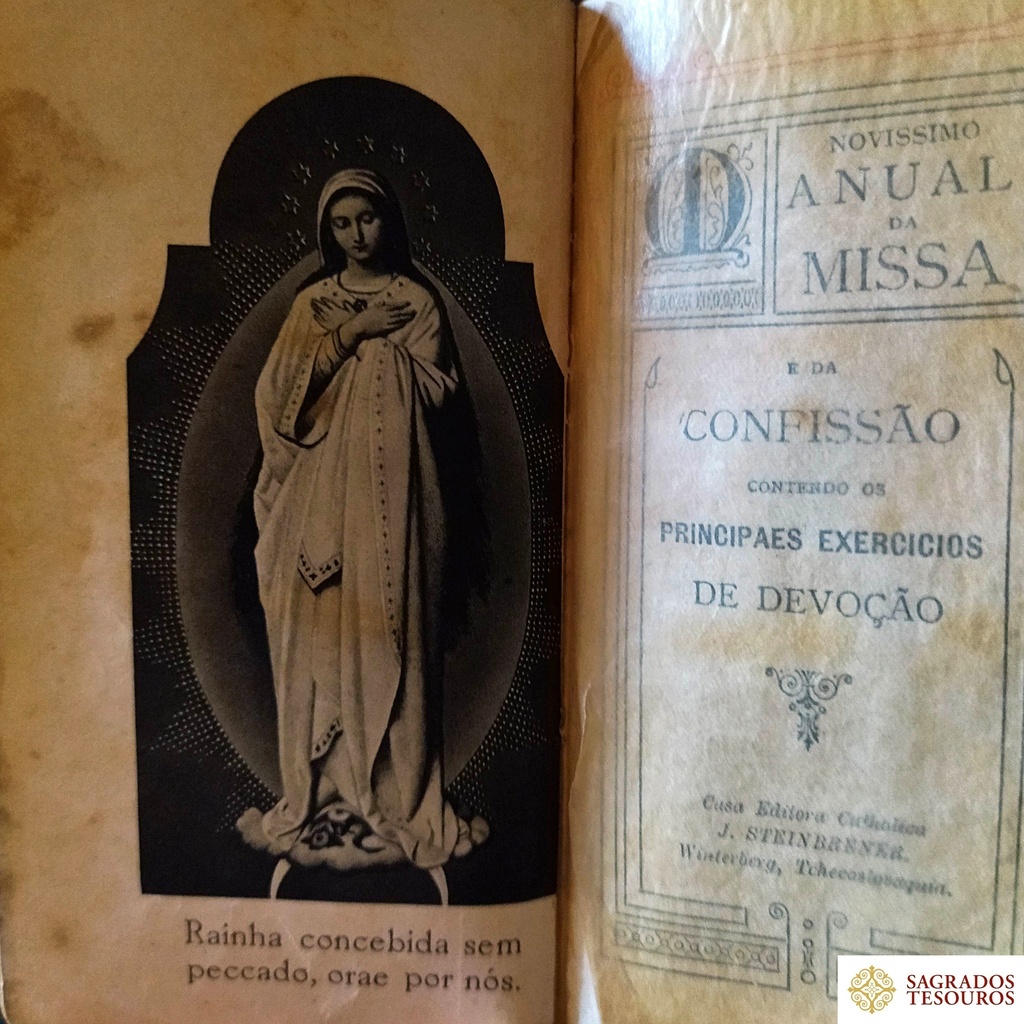 Rainha concebida sem
peccado, orae por nós.
NOVISSIMO
MANUAL
DA
MISSA
E DA
CONFISSÃO
CONTENDO OS
PRINCIPAES EXERCICIOS
DE DEVOÇÃO
Casa Editora Catholica
J. STEINBRENER.
Winterberg, Tchecoslovaquia.
SAGRADOS
TESOUROS